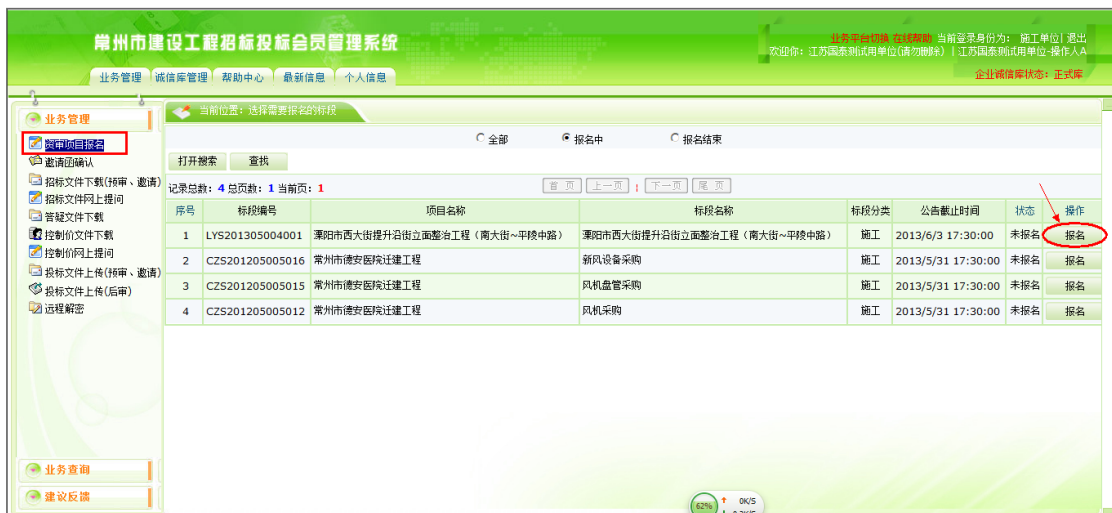 常州市建设工程招标投标会员管理系统
业务平台切换 在线帮助 当前登录身份为: 施工单位| 退出
欢迎你: 江苏国泰测试用单位(请勿删除) | 江苏国泰测试用单位-操作人A
业务管理 诚信库管理 帮助中心 最新信息 个人信息
企业诚信库状态: 正式库
业务管理
资审项目报名
邀请函确认
招标文件下载(预审、邀请)
招标文件网上提问
答疑文件下载
控制价文件下载
控制价网上提问
投标文件上传(预审、邀请)
投标文件上传(后审)
远程解密
业务查询
建议反馈
当前位置: 选择需要报名的标段
全部 报名中 报名结束
打开搜索 查找
记录总数: 4 总页数: 1 当前页: 1 首 页 上一页 1 下一页 尾 页
序号 标段编号 项目名称 标段名称 标段分类 公告截止时间 状态 操作
1 LYS201305004001 溧阳市西大街提升沿街立面整治工程（南大街~平陵中路） 溧阳市西大街提升沿街立面整治工程（南大街~平陵中路） 施工 2013/6/3 17:30:00 未报名 报名
2 CZS201205005016 常州市德安医院迁建工程 新风设备采购 施工 2013/5/31 17:30:00 未报名 报名
3 CZS201205005015 常州市德安医院迁建工程 风机盘管采购 施工 2013/5/31 17:30:00 未报名 报名
4 CZS201205005012 常州市德安医院迁建工程 风机采购 施工 2013/5/31 17:30:00 未报名 报名
62% 0K/S